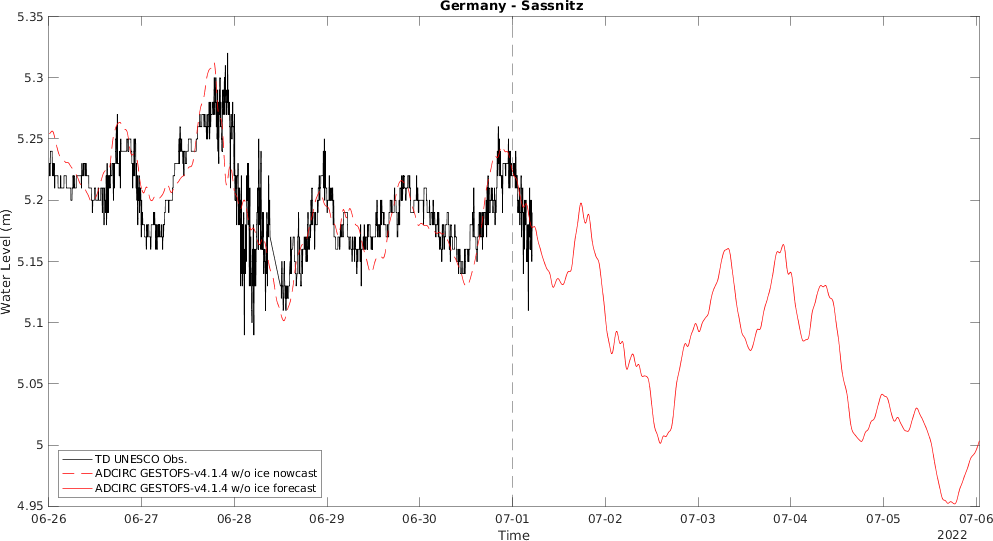 Germany - Sassnitz
5.35
5.3
5.25
5.2
5.15
5.1
5.05
5
4.95
Water Level (m)
TD UNESCO Obs.
ADCIRC GESTOFS-v4.1.4 w/o ice nowcast
ADCIRC GESTOFS-v4.1.4 w/o ice forecast
06-26 06-27 06-28 06-29 06-30 07-01 07-02 07-03 07-04 07-05 07-06
Time
2022